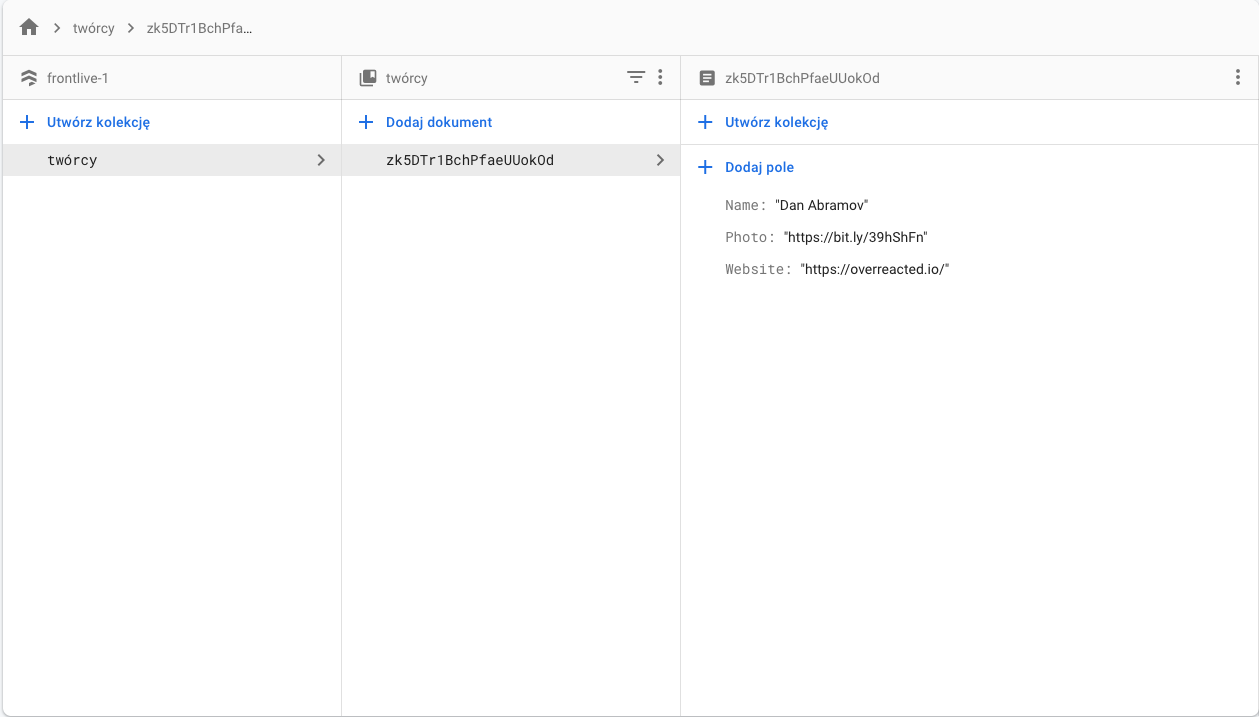 twórcy
zk5DTr1BchPfa…
frontlive-1
Utwórz kolekcję
twórcy
twórcy
Dodaj dokument
zk5DTr1BchPfaeUUokOd
zk5DTr1BchPfaeUUokOd
Utwórz kolekcję
Dodaj pole
Name: "Dan Abramov"
Photo: "https://bit.ly/39hShFn"
Website: "https://overreacted.io/"